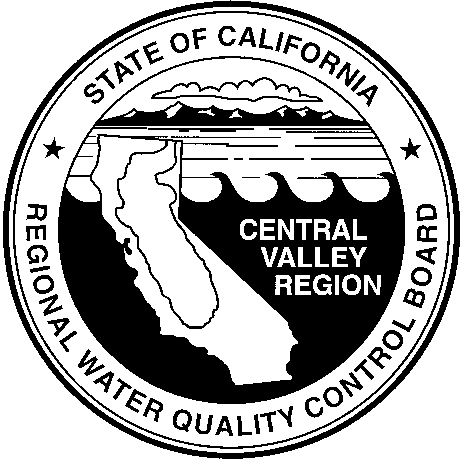 STATE OF CALIFORNIA
CENTRAL
VALLEY
REGION
REGIONAL WATER QUALITY CONTROL BOARD